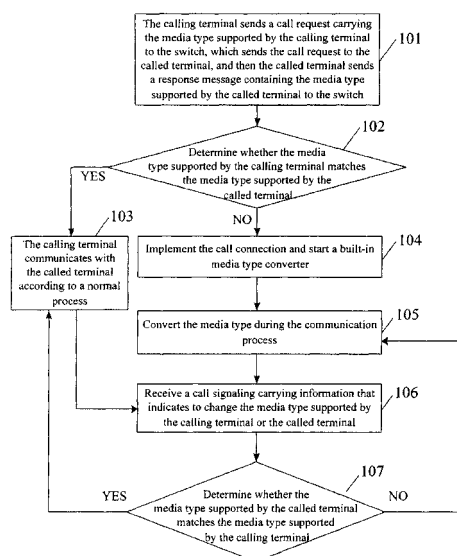 The calling terminal sends a call request carrying
the media type supported by the calling terminal
to the switch, which sends the call request to the
called terminal, and then the called terminal sends
a response message containing the media type
supported by the called terminal to the switch
101
102
Determine whether the media
type supported by the calling terminal matches
the media type supported by the
called terminal
YES
NO
103
The calling terminal
communicates with
the called terminal
according to a normal
process
104
Implement the call connection and start a built-in
media type converter
105
Convert the media type during the communication
process
106
Receive a call signaling carrying information that
indicates to change the media type supported by
the calling terminal or the called terminal
107
YES
Determine whether the
media type supported by the called terminal
matches the media type supported
by the calling terminal
NO